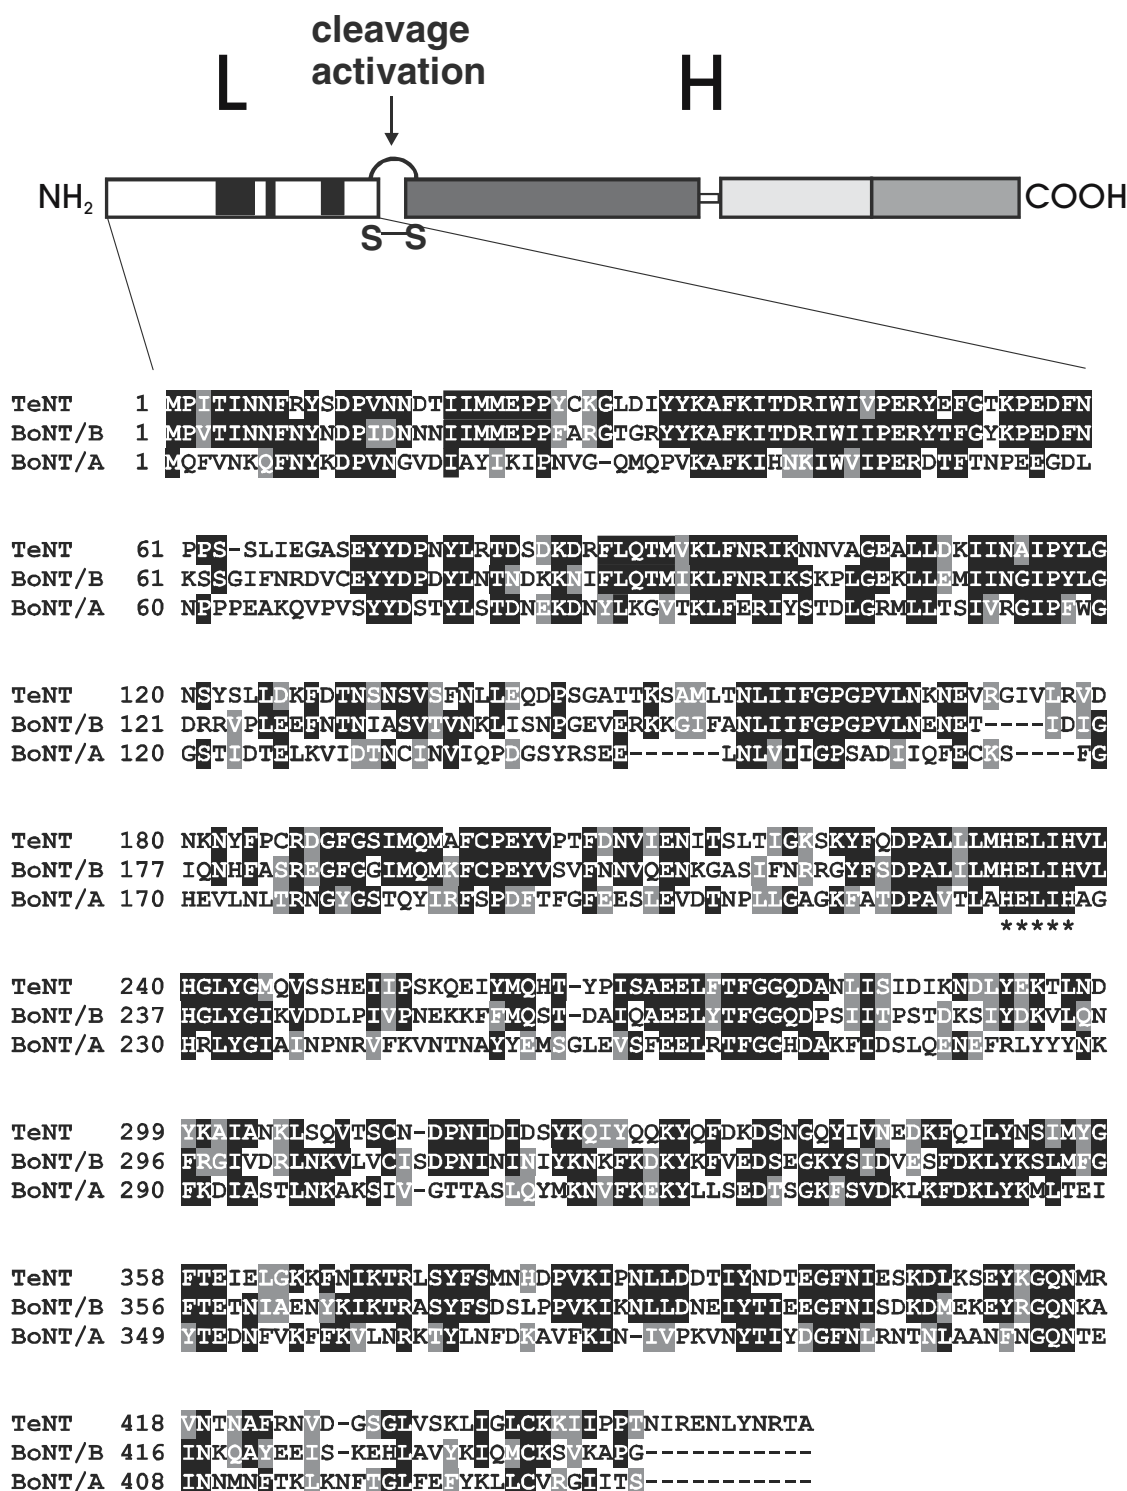 cleavage
activation
L
H
NH2
COOH
S S
TeNT 1 MPITINNFRYSDPVNNDTIIMMEPPYCKGLDIYYKAFKITDRIWIVPERYEFGTKPEDFN
BoNT/B 1 MPVTINNFNYNDPIDNNNIIMMEPPFARGTGRYYKAFKITDRIWIIPERYTFGYKPEDFN
BoNT/A 1 MQFVNKQFNYKDPVNGVDIAYIKIPNVG-QMQPVKAFKIHNKIWVIPERDTFTNPEEGDL
TeNT 61 PPS-SLIEGASEYYDPNYLRTDSDKDRFLQTMVKLFNRIKNNVAGEALLDKIINAIPYLG
BoNT/B 61 KSSGIFNRDVCEYYDPDYLNTNDKKNIFLQTMIKLFNRIKSKPLGEKLLEMIINGIPYLG
BoNT/A 60 NPPPEAKQVPVSYYDSTYLSTDNEKDNYLKGVTKLFERIYSTDLGRMLLTSIVRGIPFWG
TeNT 120 NSYSLLDKFDTNSNSVSFNLLEQDPSGATTKSAMLTNLIIFGPGPVLNKNEVRGIVLRVD
BoNT/B 121 DRRVPLEEFNTNIASVTVNKLISNPGEVERKKGIFANLIIFGPGPVLNENET----IDIG
BoNT/A 120 GSTIDTELKVIDTNCINVIQPDGSYRSEE------LNLVIIGPSADIIQFECKS----FG
TeNT 180 NKNYFPCRDGFGSIMQMAFCPEYVPTFDNVIENITSLTIGKSKYFQDPALLLMHELIHVL
BoNT/B 177 IQNHFASREGFGGIMQMKFCPEYVSVFNNVQENKGASIFNRRGYFSDPALILMHELIHVL
BoNT/A 170 HEVLNLTRNGYGSTQYIRFSPDFTFGFEESLEVDTNPLLGAGKFATDPAVTLAHELIHAG
*****
TeNT 240 HGLYGMQVSSHEIIPSKQEIYMQHT-YPISAEELFTFGGQDANLISIDIKNDLYEKTLND
BoNT/B 237 HGLYGIKVDDLPIVPNEKKFFMQST-DAIQAEELYTFGGQDPSIITPSTDKSIYDKVLQN
BoNT/A 230 HRLYGIAINPNRVFKVNTNAYYEMSGLEVSFEELRTFGGHDAKFIDSLQENEFRLYYYNK
TeNT 299 YKAIANKLSQVTSCN-DPNIDIDSYKQIYQQKYQFDKDSNGQYIVNEDKFQILYNSIMYG
BoNT/B 296 FRGIVDRLNKVLVCISDPNININIYKNKFKDKYKFVEDSEGKYSIDVESFDKLYKSLMFG
BoNT/A 290 FKDIASTLNKAKSIV-GTTASLQYMKNVFKEKYLLSEDTSGKFSVDKLKFDKLYKMLTEI
TeNT 358 FTEIELGKKFNIKTRLSYFSMNHDPVKIPNLLDDTIYNDTEGFNIESKDLKSEYKGQNMR
BoNT/B 356 FTETNIAENYKIKTRASYFSDSLPPVKIKNLLDNEIYTIEEGFNISDKDMEKEYRGQNKA
BoNT/A 349 YTEDNFVKFFKVLNRKTYLNFDKAVFKIN-IVPKVNYTIYDGFNLRNTNLAANFNGQNTE
TeNT 418 VNTNAFRNVD-GSGLVSKLIGLCKKIIPPTNIRENLYNRTA
BoNT/B 416 INKQAYEEIS-KEHLAVYKIQMCKSVKAPG-----------
BoNT/A 408 INNMNFTKLKNFTGLFEFYKLLCVRGIITS-----------